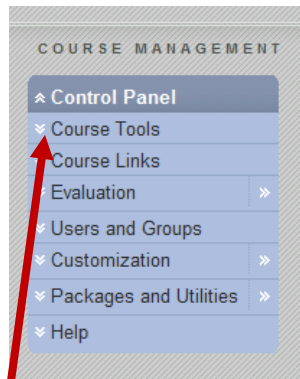 COURSE MANAGEMENT
Control Panel
Course Tools
Course Links
Evaluation
Users and Groups
Customization
Packages and Utilities
Help